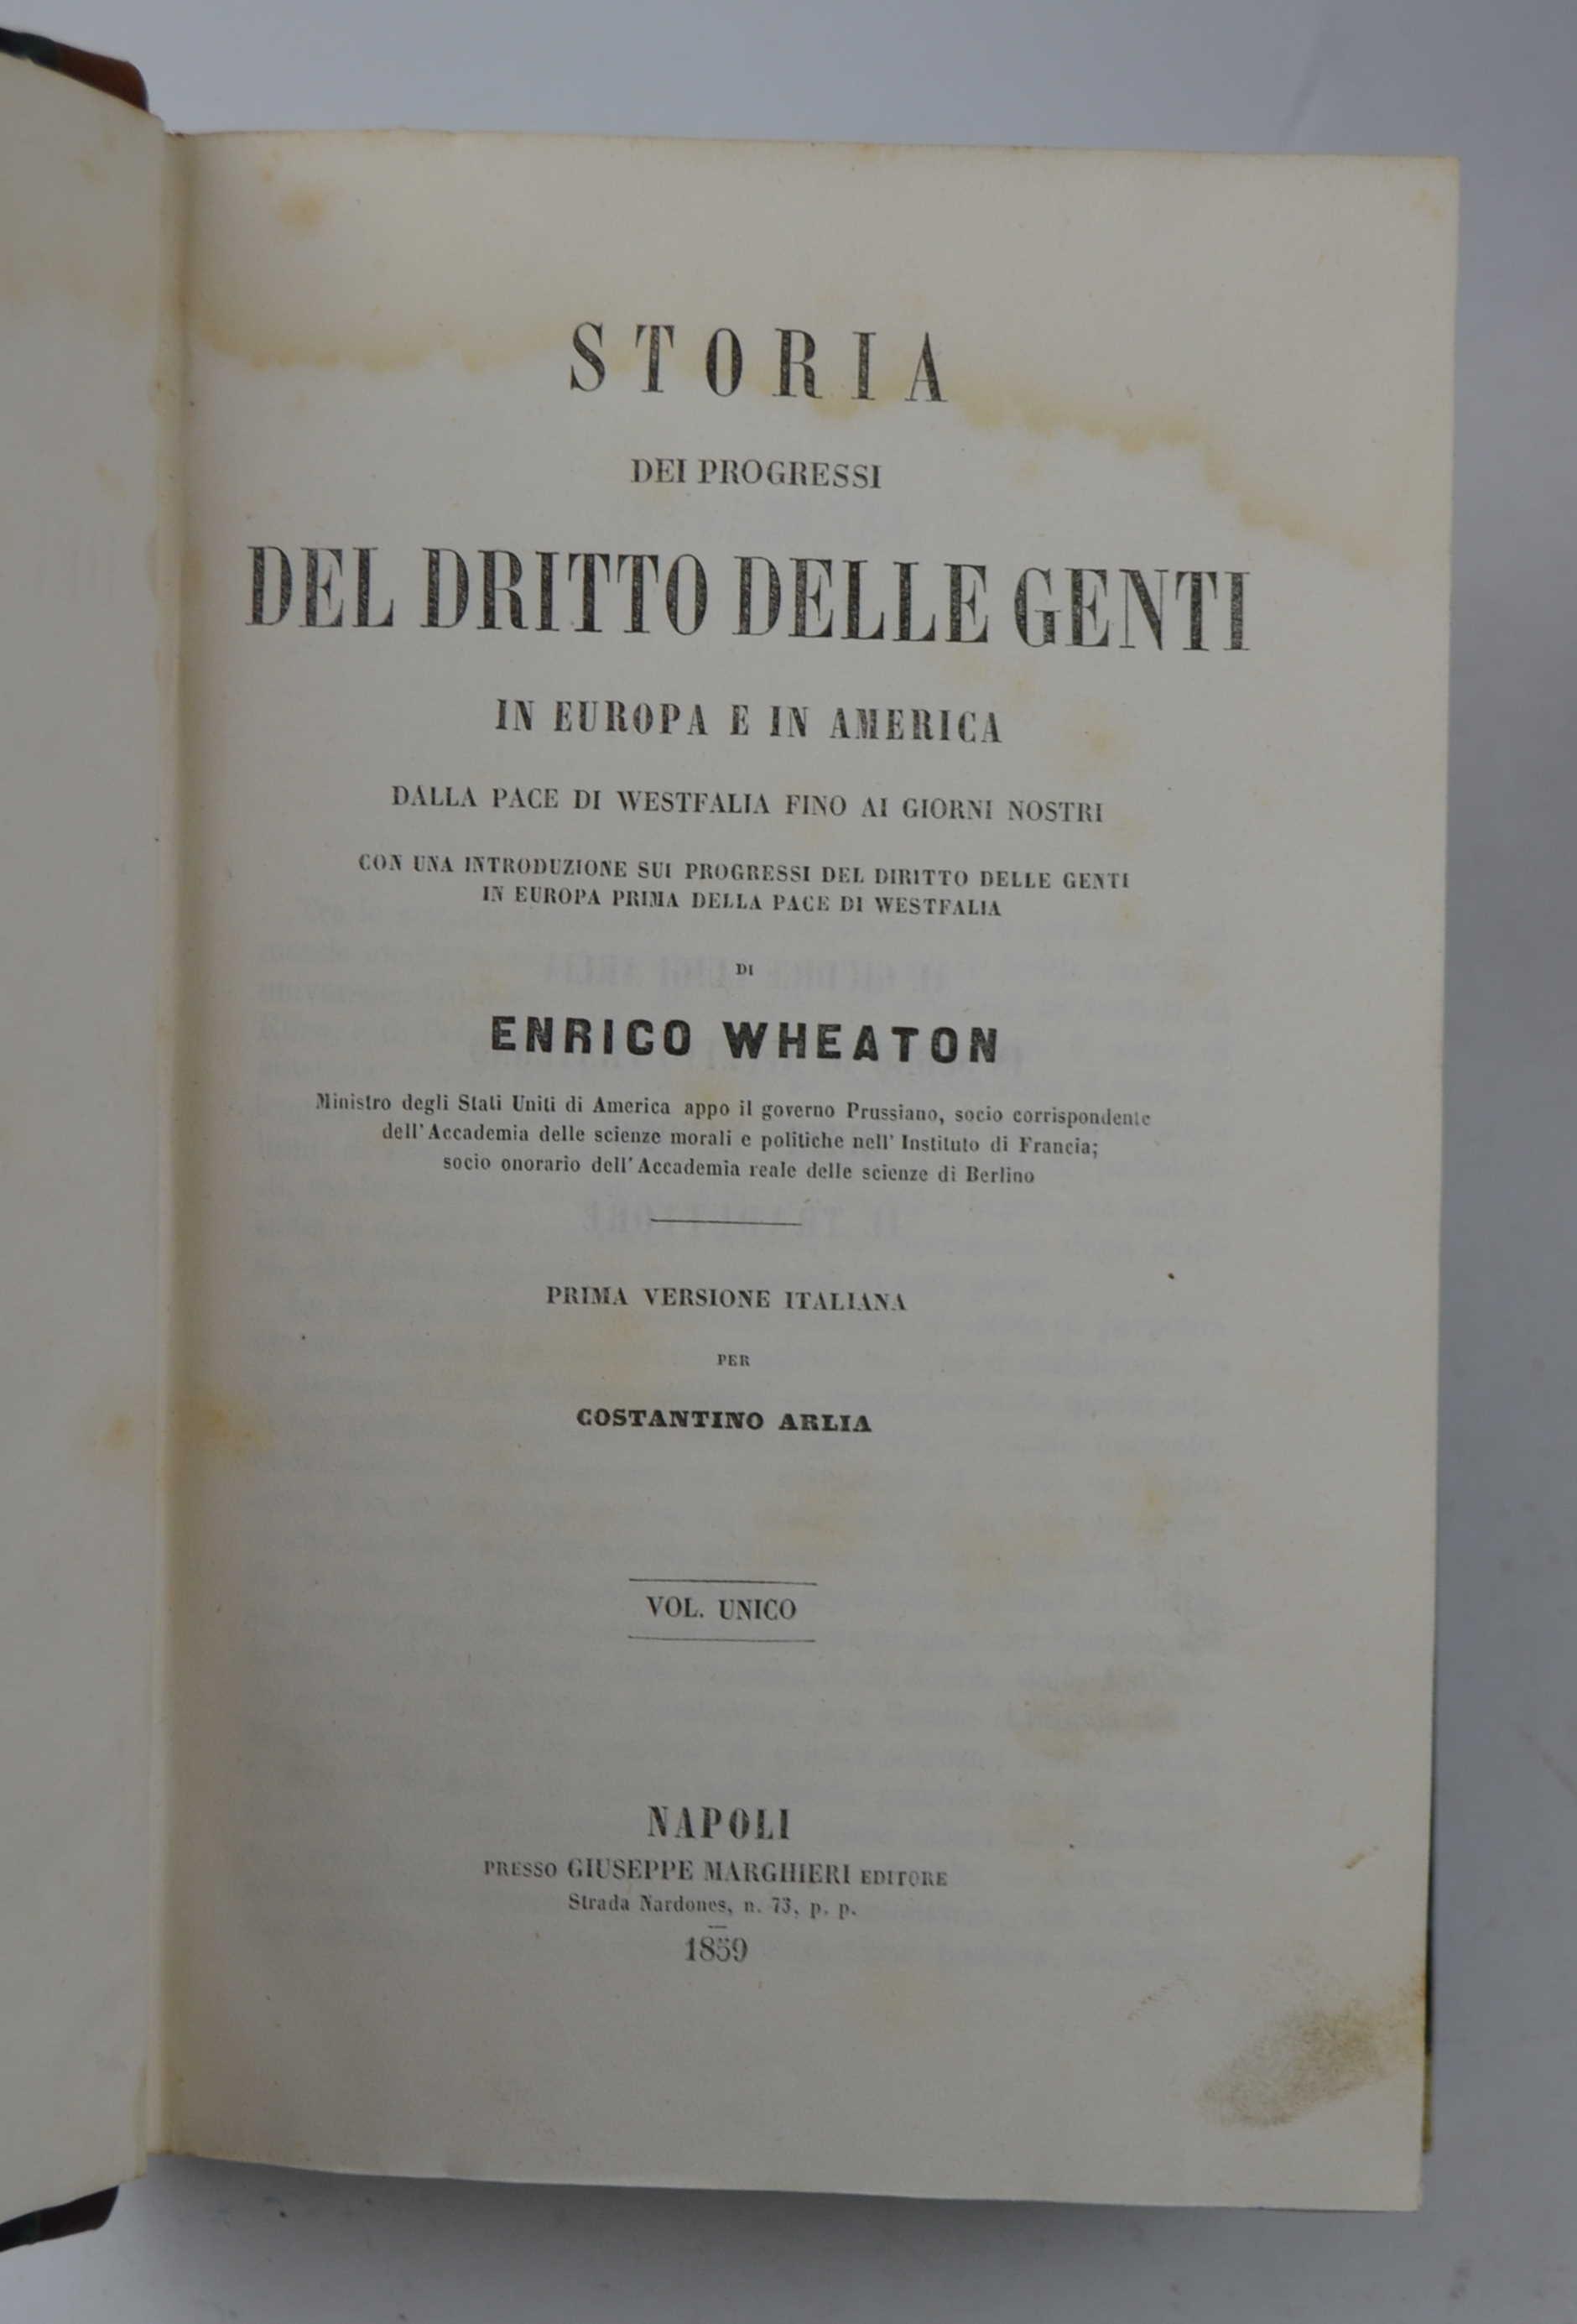 STORIA
DEI PROGRESSI
DEL DRITTO DELLE GENTI
IN EUROPA E IN AMERICA
DALLA PACE DI WESTFALIA FINO AI GIORNI NOSTRI
CON UNA INTRODUZIONE SUI PROGRESSI DEL DIRITTO DELLE GENTI
IN EUROPA PRIMA DELLA PACE DI WESTFALIA
DI
ENRICO WHEATON
Ministro degli Stati Uniti di America appo il governo Prussiano, socio corrispondente
dell'Accademia delle scienze morali e politiche nell' Instituto di Francia;
socio onorario dell'Accademia reale delle scienze di Berlino
PRIMA VERSIONE ITALIANA
PER
COSTANTINO ARLIA
VOL. UNICO
NAPOLI
PRESSO GIUSEPPE MARGHIERI EDITORE
Strada Nardones, n. 73, p. p.
1859